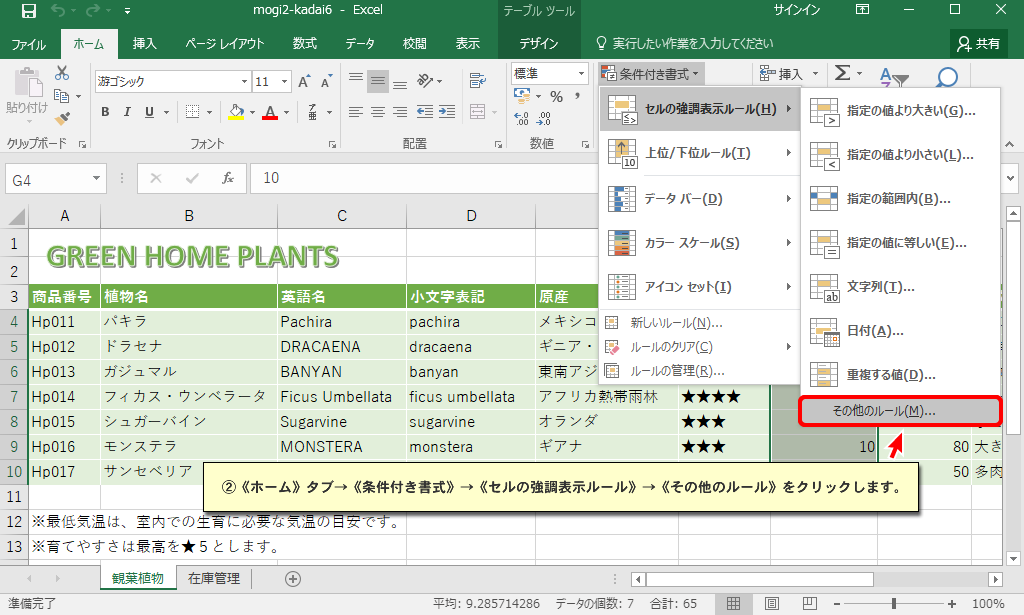 mogi2-kadai6 - Excel
テーブル ツール
サインイン
ファイル ホーム 挿入 ページ レイアウト 数式 データ 校閲 表示 デザイン 実行したい作業を入力してください 共有
貼り付け
游ゴシック 11
標準
条件付き書式
挿入
B I U
クリップボード フォント 配置 数値
セルの強調表示ルール(H)
上位/下位ルール(T)
データ バー(D)
カラー スケール(S)
アイコン セット(I)
新しいルール(N)...
ルールのクリア(C)
ルールの管理(R)...
指定の値より大きい(G)...
指定の値より小さい(L)...
指定の範囲内(B)...
指定の値に等しい(E)...
文字列(T)...
日付(A)...
重複する値(D)...
その他のルール(M)...
G4 fx 10
A B C D
1
GREEN HOME PLANTS
2
3 商品番号 植物名 英語名 小文字表記 原産
4 Hp011 パキラ Pachira pachira メキシコ
5 Hp012 ドラセナ DRACAENA dracaena ギニア・
6 Hp013 ガジュマル BANYAN banyan 東南アジ
7 Hp014 フィカス・ウンベラータ Ficus Umbellata ficus umbellata アフリカ熱帯雨林 ★★★★
8 Hp015 シュガーバイン Sugarvine sugarvine オランダ ★★★
9 Hp016 モンステラ MONSTERA monstera ギアナ ★★★ 10 80 大き
10 Hp017 サンセベリア 50 多肉
②《ホーム》タブ→《条件付き書式》→《セルの強調表示ルール》→《その他のルール》をクリックします。
11
12 ※最低気温は、室内での生育に必要な気温の目安です。
13 ※育てやすさは最高を★５とします。
観葉植物 在庫管理
準備完了 平均: 9.285714286 データの個数: 7 合計: 65 100%